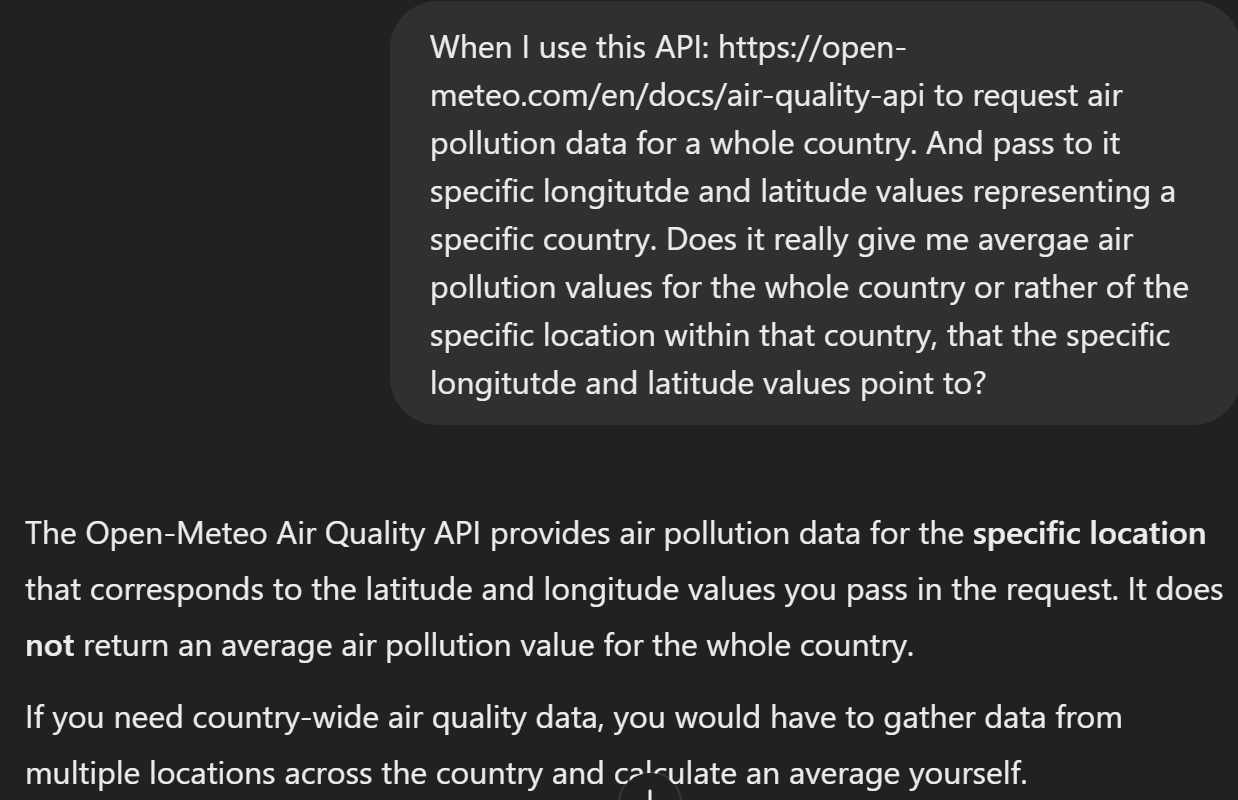 When I use this API: https://open-
meteo.com/en/docs/air-quality-api to request air
pollution data for a whole country. And pass to it
specific longitutde and latitude values representing a
specific country. Does it really give me avergae air
pollution values for the whole country or rather of the
specific location within that country, that the specific
longitutde and latitude values point to?
The Open-Meteo Air Quality API provides air pollution data for the specific location
that corresponds to the latitude and longitude values you pass in the request. It does
not return an average air pollution value for the whole country.
If you need country-wide air quality data, you would have to gather data from
multiple locations across the country and calculate an average yourself.